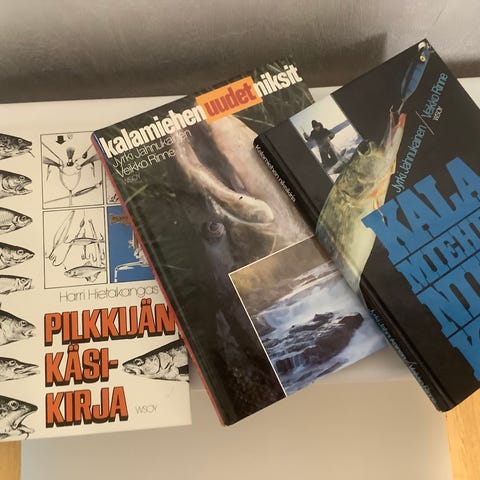 Harri Hietakangas
PILKKIJÄN
KÄSI-
KIRJA
WSOY
kalamiehen uudet niksit
Jyrki Jahnukainen
Veikko Rinne
WSOY
Jyrki Jahnukainen / Veikko Rinne
WSOY
KALA
MIEHE
NI